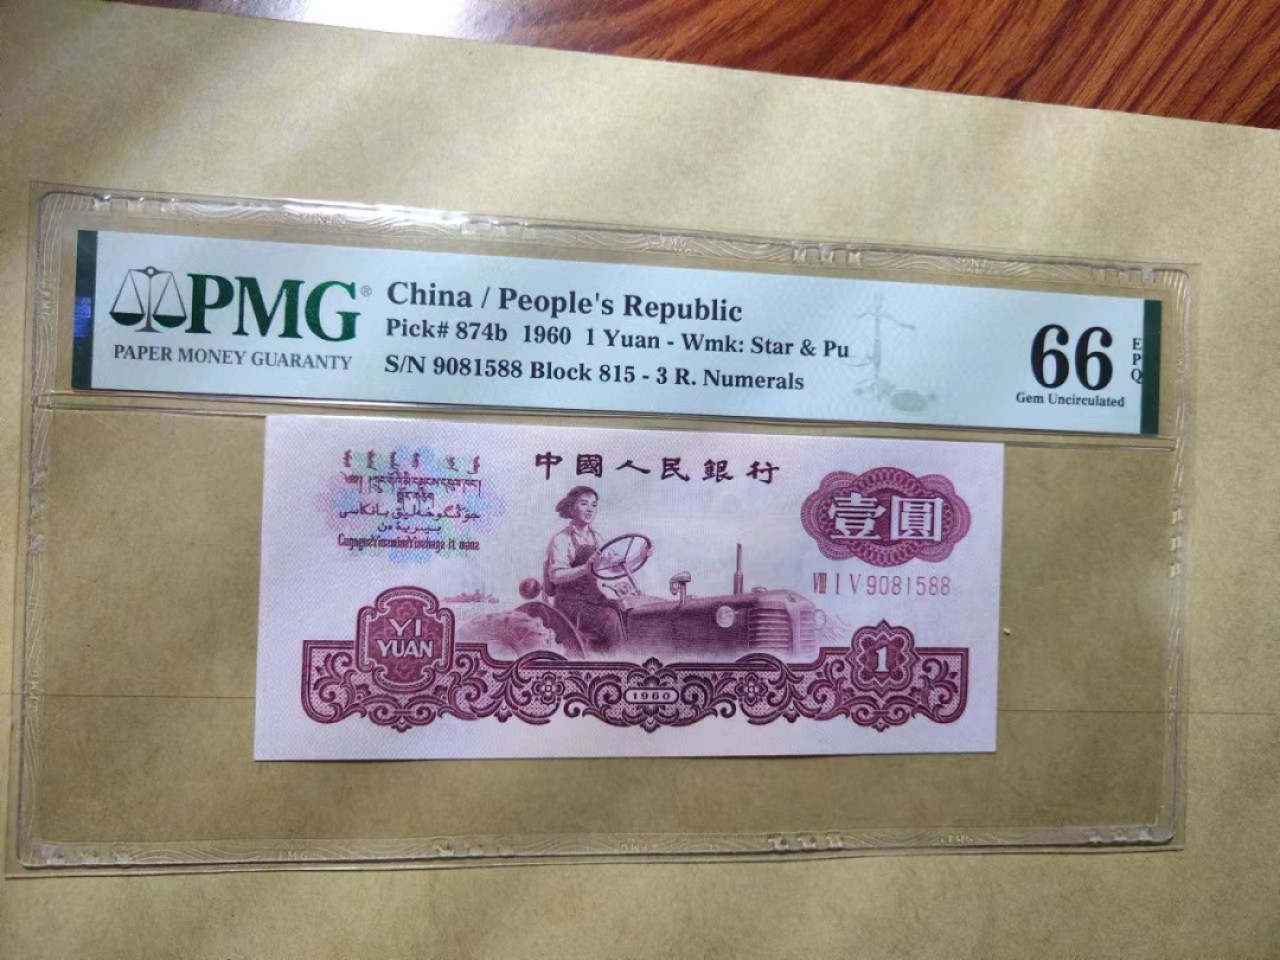 PMG®
PAPER MONEY GUARANTY
China / People's Republic
Pick# 874b 1960 1 Yuan - Wmk: Star & Pu
S/N 9081588 Block 815 - 3 R. Numerals
66
EPQ
Gem Uncirculated
中國人民銀行
壹圓
VIII I V 9081588
YI
YUAN
1
1960